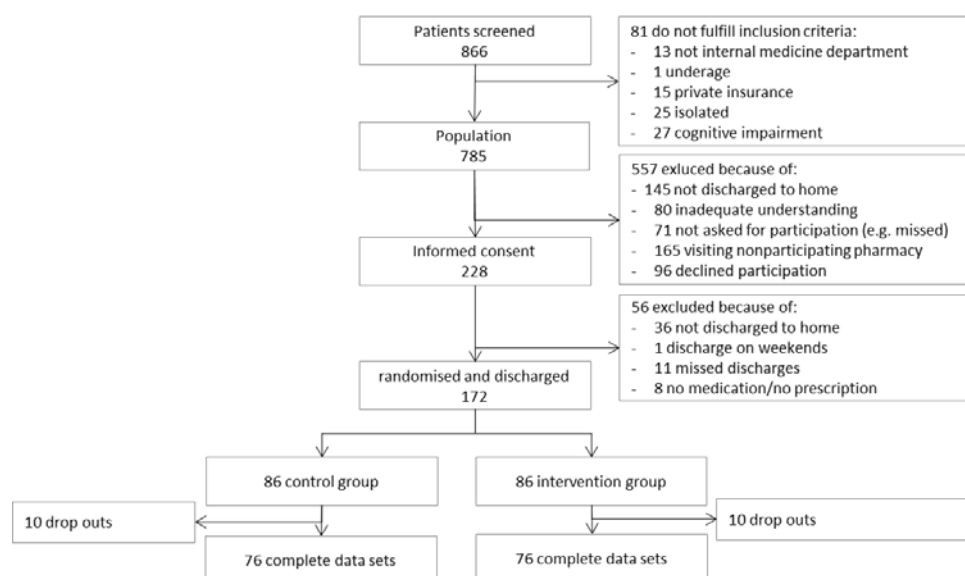 Patients screened
866
81 do not fulfill inclusion criteria:
- 13 not internal medicine department
- 1 underage
- 15 private insurance
- 25 isolated
- 27 cognitive impairment
Population
785
557 exluced because of:
- 145 not discharged to home
- 80 inadequate understanding
- 71 not asked for participation (e.g. missed)
- 165 visiting nonparticipating pharmacy
- 96 declined participation
Informed consent
228
56 excluded because of:
- 36 not discharged to home
- 1 discharge on weekends
- 11 missed discharges
- 8 no medication/no prescription
randomised and discharged
172
86 control group
86 intervention group
10 drop outs
10 drop outs
76 complete data sets
76 complete data sets